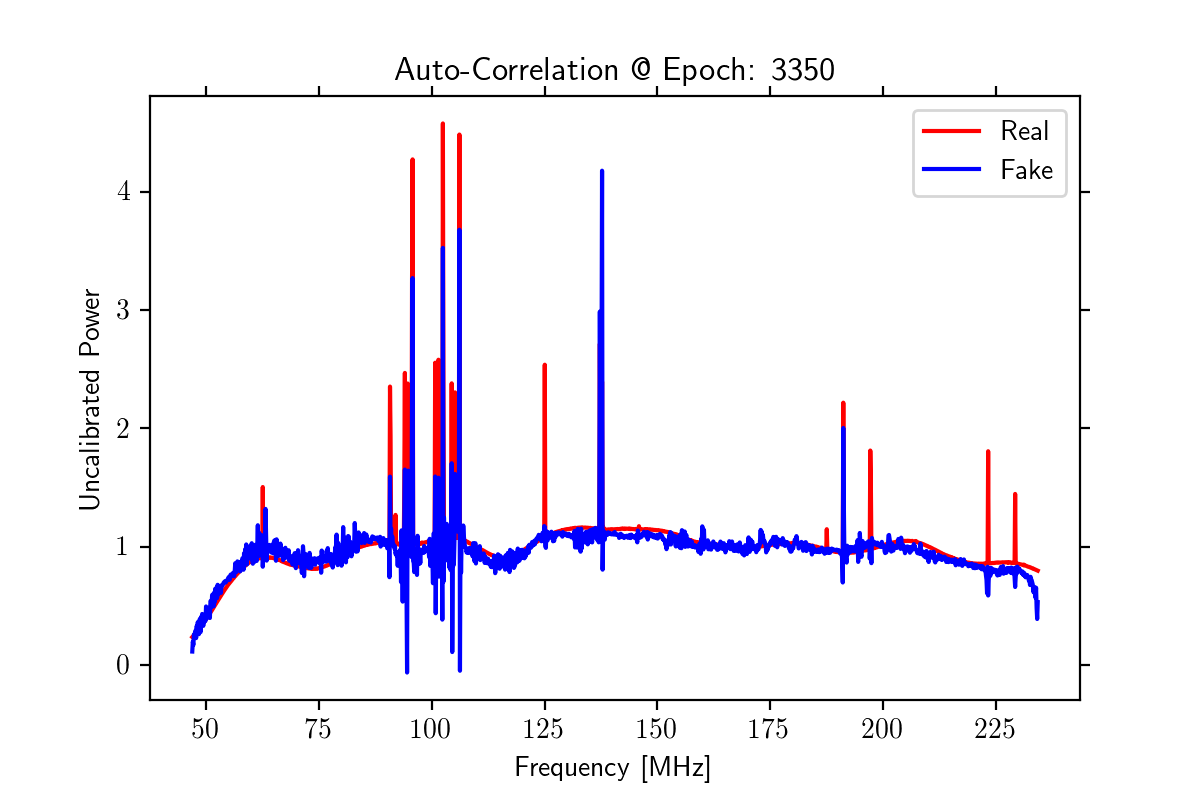 Auto-Correlation @ Epoch: 3350
Real
Fake
Uncalibrated Power
4
3
2
1
0
50 75 100 125 150 175 200 225
Frequency [MHz]